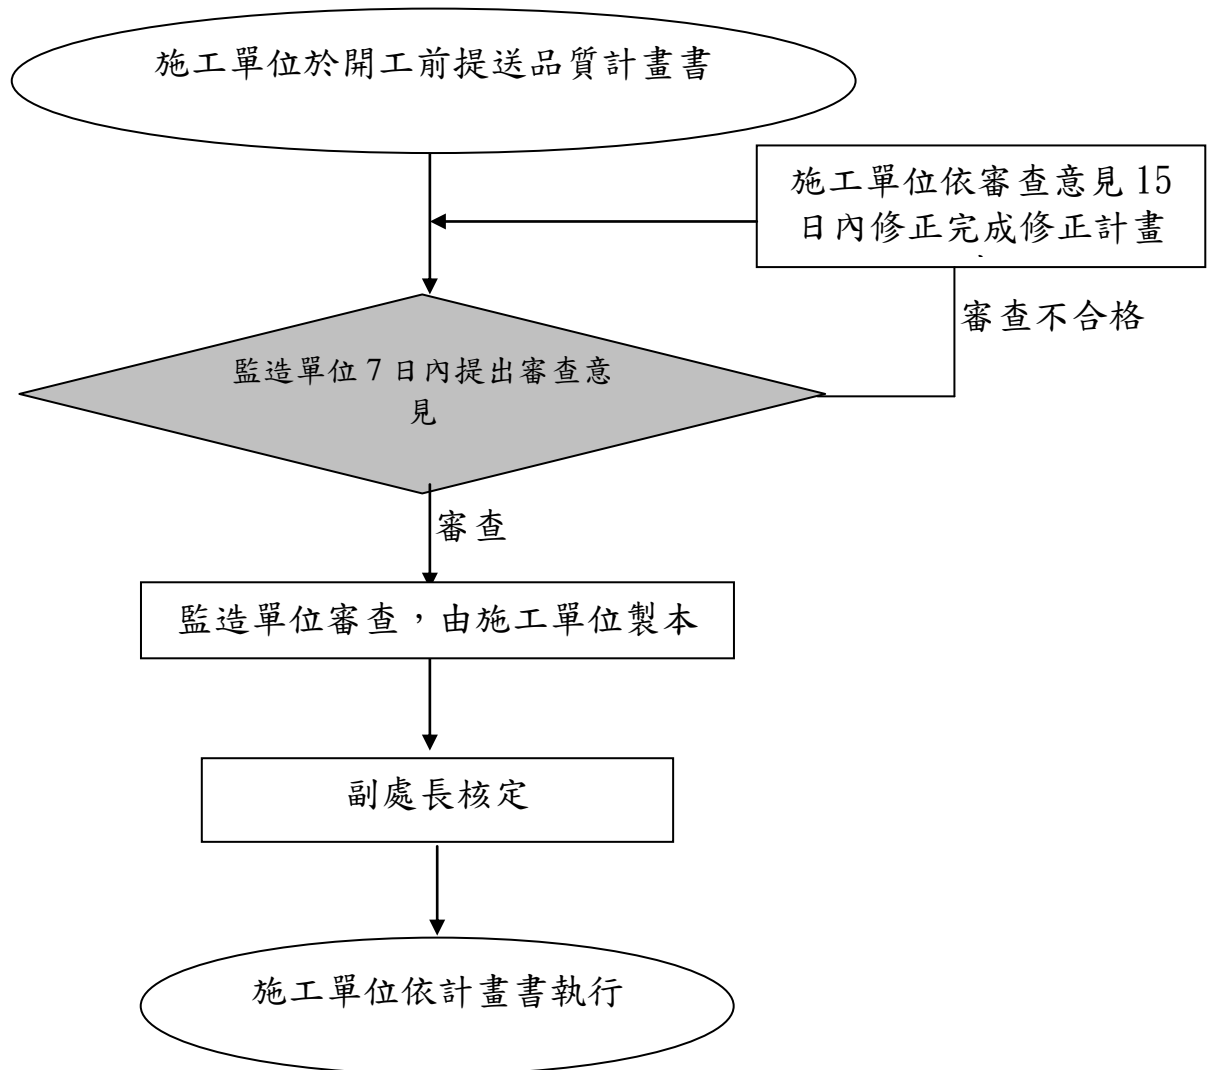 施工單位於開工前提送品質計畫書
施工單位依審查意見 15
日內修正完成修正計畫
審查不合格
監造單位 7 日內提出審查意
見
審查
監造單位審查，由施工單位製本
副處長核定
施工單位依計畫書執行